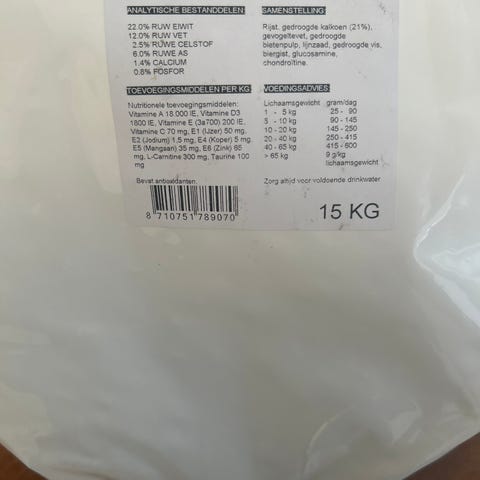 ANALYTISCHE BESTANDDELEN:
22.0% RUW EIWIT
12.0% RUW VET
2.5% RUWE CELSTOF
6.0% RUWE AS
1.4% CALCIUM
0.8% FOSFOR
TOEVOEGINGSMIDDELEN PER KG:
Nutritionele toevoegingsmiddelen:
Vitamine A 18.000 IE, Vitamine D3
1800 IE, Vitamine E (3a700) 200 IE,
Vitamine C 70 mg, E1 (IJzer) 50 mg,
E2 (Jodium) 1,5 mg, E4 (Koper) 5 mg
E5 (Mangaan) 35 mg, E6 (Zink) 65
mg, L-Carnitine 300 mg, Taurine 100
mg
Bevat antioxidanten.
8 710751 789070
SAMENSTELLING
Rijst, gedroogde kalkoen (21%),
gevogeltevet, gedroogde
bietenpulp, lijnzaad, gedroogde vis,
biergist, glucosamine,
chondroïtine.
VOEDINGSADVIES
Lichaamsgewicht gram/dag
1 - 5 kg 25 - 90
5 - 10 kg 90 - 145
10 - 20 kg 145 - 250
20 - 40 kg 250 - 415
40 - 65 kg 415 - 600
> 65 kg 9 g/kg
lichaamsgewicht
Zorg altijd voor voldoende drinkwater
15 KG